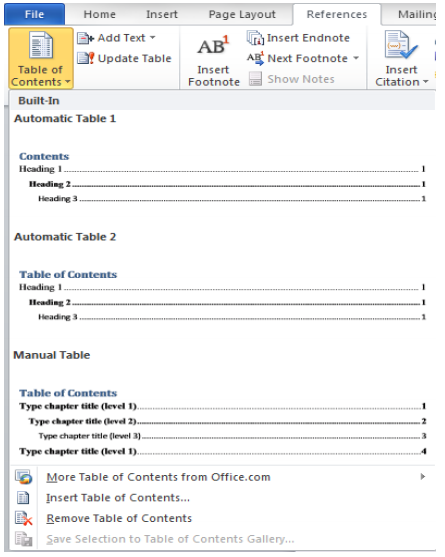 File Home Insert Page Layout References Mailing
Table of Contents
Add Text
Update Table
AB1
Insert Footnote
Insert Endnote
AB1 Next Footnote
Show Notes
Insert Citation
Built-In
Automatic Table 1
Contents
Heading 1 1
Heading 2 1
Heading 3 1
Automatic Table 2
Table of Contents
Heading 1 1
Heading 2 1
Heading 3 1
Manual Table
Table of Contents
Type chapter title (level 1) 1
Type chapter title (level 2) 2
Type chapter title (level 3) 3
Type chapter title (level 1) 4
More Table of Contents from Office.com
Insert Table of Contents...
Remove Table of Contents
Save Selection to Table of Contents Gallery...